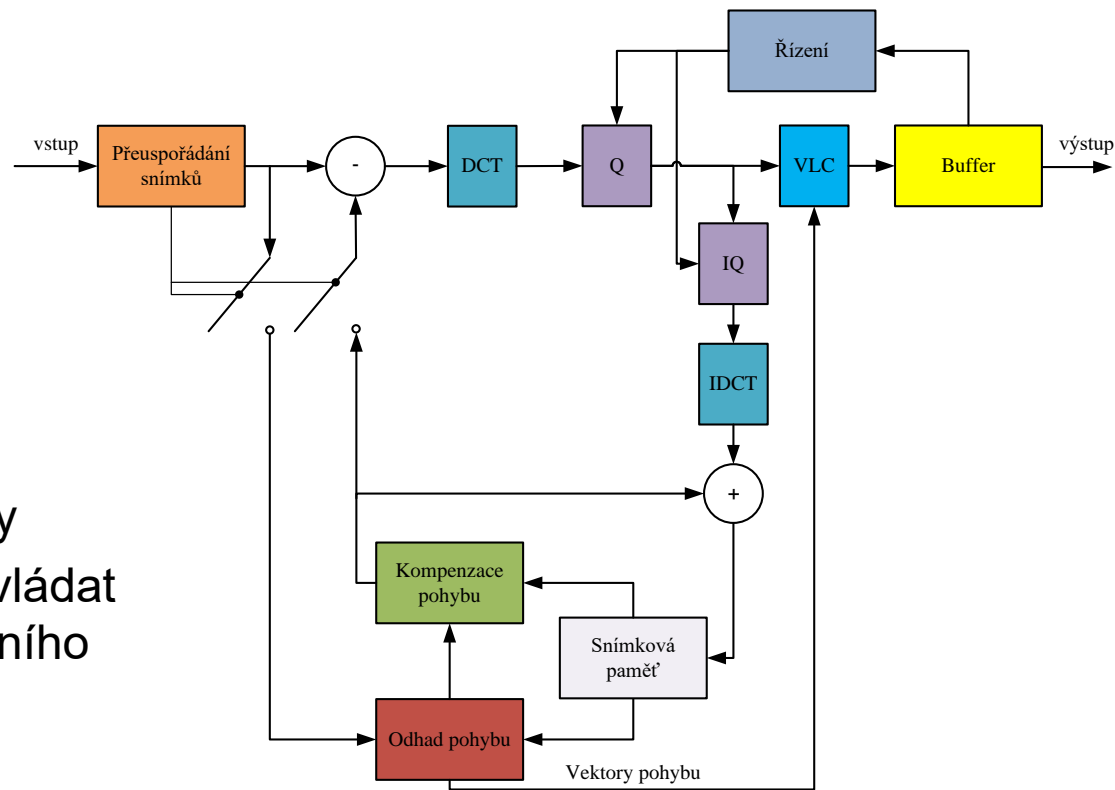 Řízení
vstup
Přeuspořádání
snímků
-
DCT
Q
VLC
Buffer
výstup
IQ
IDCT
+
y
vládat
ního
Kompenzace
pohybu
Snímková
paměť
Odhad pohybu
Vektory pohybu